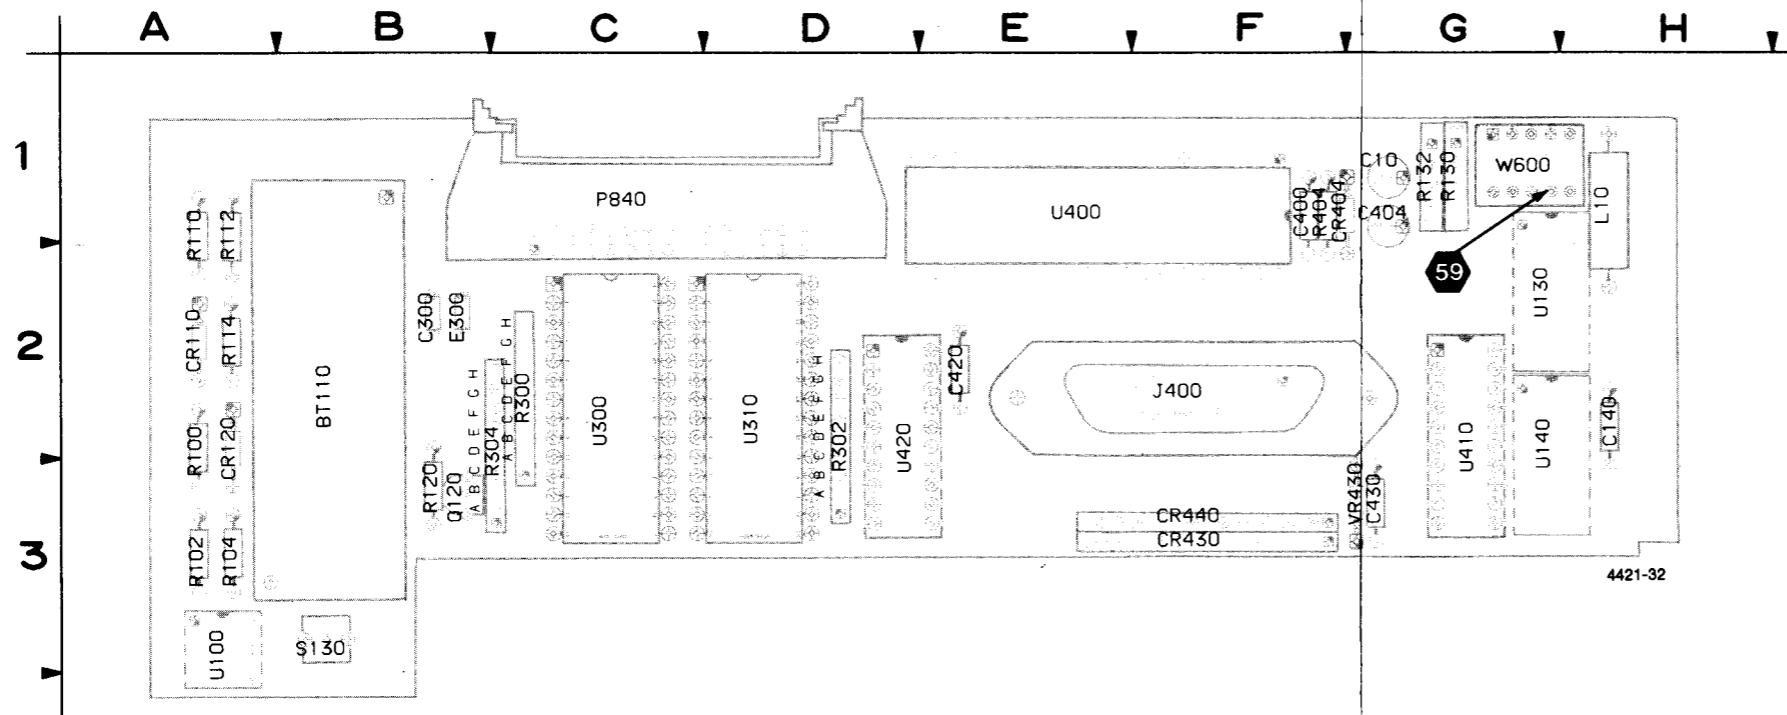 A B C D E F G H
1
2
3
P840
U400
C400
R404
CR404
C10
C404
R132
R130
W600
L10
59
R110
R112
CR110
R114
BT110
C300
E300
R300
A B C D E F G H
R304
A B C D E F G H
U300
U310
R302
A B C D E F G H
U420
C420
J400
U130
U410
U140
C140
R100
CR120
R120
Q120
R102
R104
CR440
CR430
VR430
C430
U100
S130
4421-32